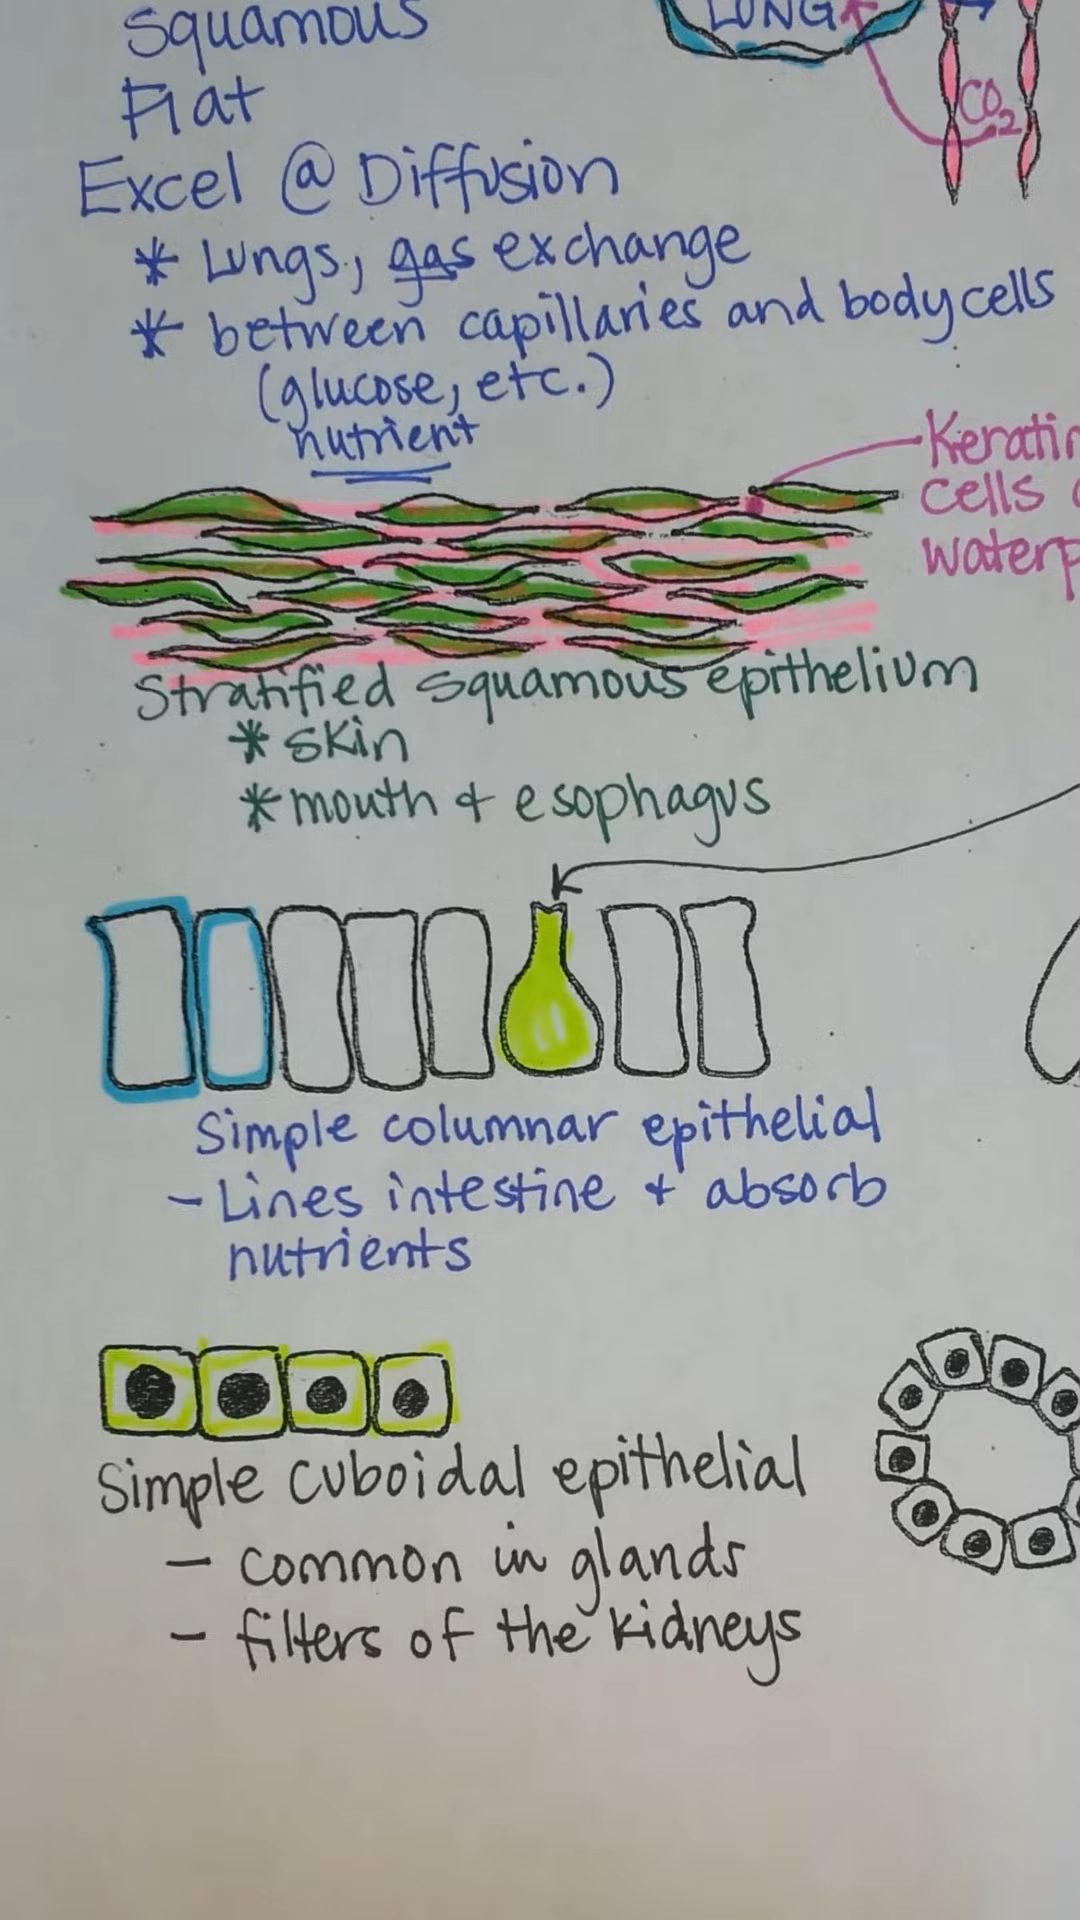 Squamous
LUNG
Flat
CO2
Excel @ Diffusion
* Lungs, gas exchange
* between capillaries and body cells
(glucose, etc.)
nutrient
Keratin
cells
waterp
Stratified squamous epithelium
* skin
* mouth & esophagus
Simple columnar epithelial
- Lines intestine & absorb
nutrients
Simple cuboidal epithelial
- common in glands
- filters of the kidneys